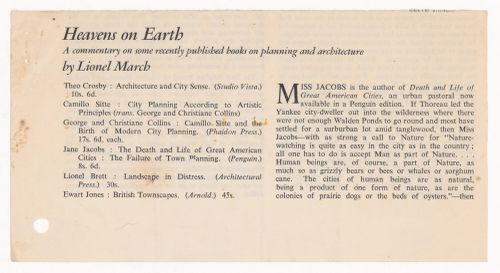 Heavens on Earth
A commentary on some recently published books on planning and architecture
by Lionel March
Theo Crosby : Architecture and City Sense. (Studio Vista.)
10s. 6d.
Camillo Sitte : City Planning According to Artistic
Principles (trans. George and Christiane Collins)
George and Christiane Collins : Camillo Sitte and the
Birth of Modern City Planning. (Phaidon Press.)
17s. 6d. each.
Jane Jacobs : The Death and Life of Great American
Cities : The Failure of Town Planning. (Penguin.)
8s. 6d.
Lionel Brett : Landscape in Distress. (Architectural
Press.) 30s.
Ewart Jones : British Townscapes. (Arnold.) 45s.
MISS JACOBS is the author of Death and Life of
Great American Cities, an urban pastoral now
available in a Penguin edition. If Thoreau led the
Yankee city-dweller out into the wilderness where there
were not enough Walden Ponds to go round and most have
settled for a suburban lot amid tanglewood, then Miss
Jacobs—with as strong a call to Nature for “Nature-
watching is quite as easy in the city as in the country ;
all one has to do is accept Man as part of Nature. . . .
Human beings are, of course, a part of Nature, as
much so as grizzly bears or bees or whales or sorghum
cane. The cities of human beings are as natural,
being a product of one form of nature, as are the
colonies of prairie dogs or the beds of oysters.”—then